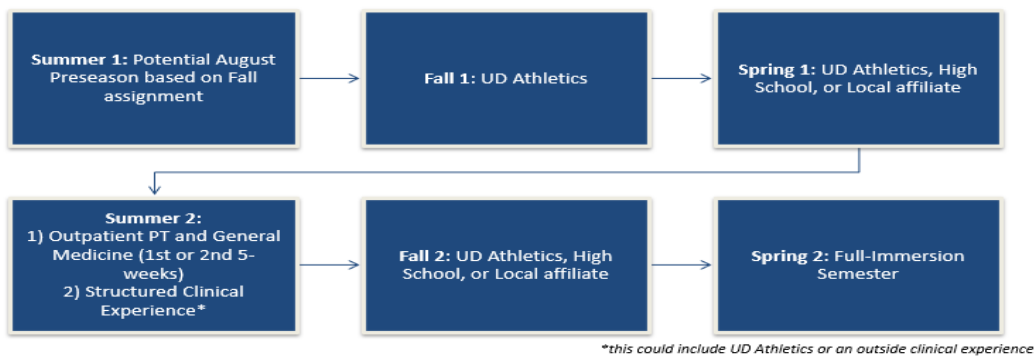 Summer 1: Potential August
Preseason based on Fall
assignment
Fall 1: UD Athletics
Spring 1: UD Athletics, High
School, or Local affiliate
Summer 2:
1) Outpatient PT and General
Medicine (1st or 2nd 5-
weeks)
2) Structured Clinical
Experience*
Fall 2: UD Athletics, High
School, or Local affiliate
Spring 2: Full-Immersion
Semester
*this could include UD Athletics or an outside clinical experience